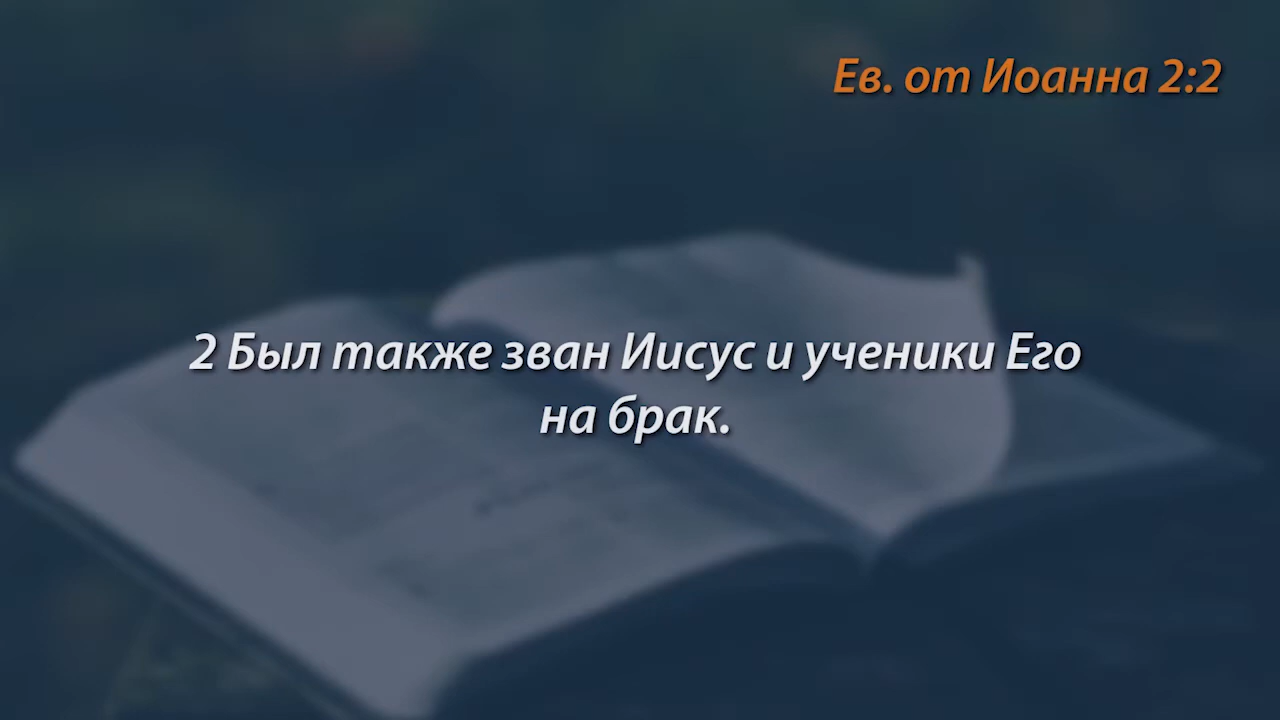 Ев. от Иоанна 2:2
2 Был также зван Иисус и ученики Его
на брак.